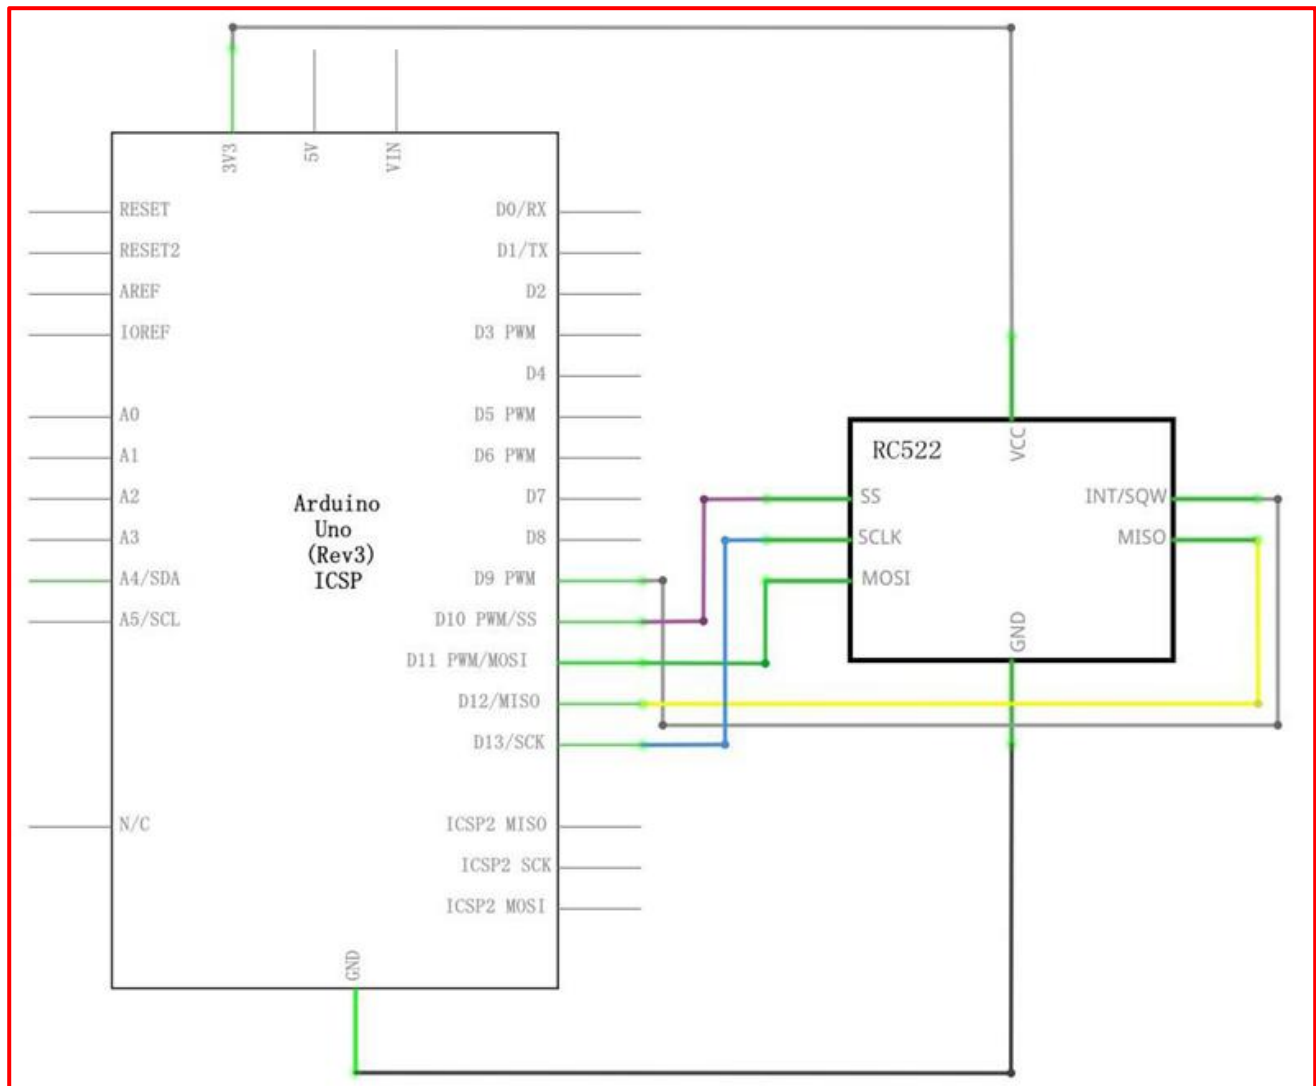 3V3
5V
VIN
RESET
RESET2
AREF
IOREF
A0
A1
A2
A3
A4/SDA
A5/SCL
N/C
Arduino
Uno
(Rev3)
ICSP
D0/RX
D1/TX
D2
D3 PWM
D4
D5 PWM
D6 PWM
D7
D8
D9 PWM
D10 PWM/SS
D11 PWM/MOSI
D12/MISO
D13/SCK
ICSP2 MISO
ICSP2 SCK
ICSP2 MOSI
GND
RC522
VCC
SS
SCLK
MOSI
INT/SQW
MISO
GND